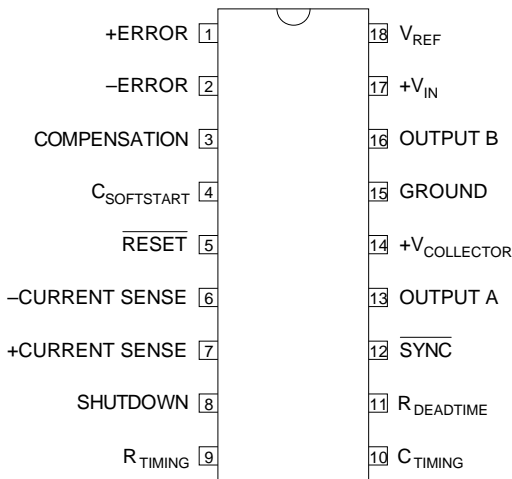 +ERROR 1 18 VREF
–ERROR 2 17 +VIN
COMPENSATION 3 16 OUTPUT B
CSOFTSTART 4 15 GROUND
RESET 5 14 +VCOLLECTOR
–CURRENT SENSE 6 13 OUTPUT A
+CURRENT SENSE 7 12 SYNC
SHUTDOWN 8 11 RDEADTIME
RTIMING 9 10 CTIMING